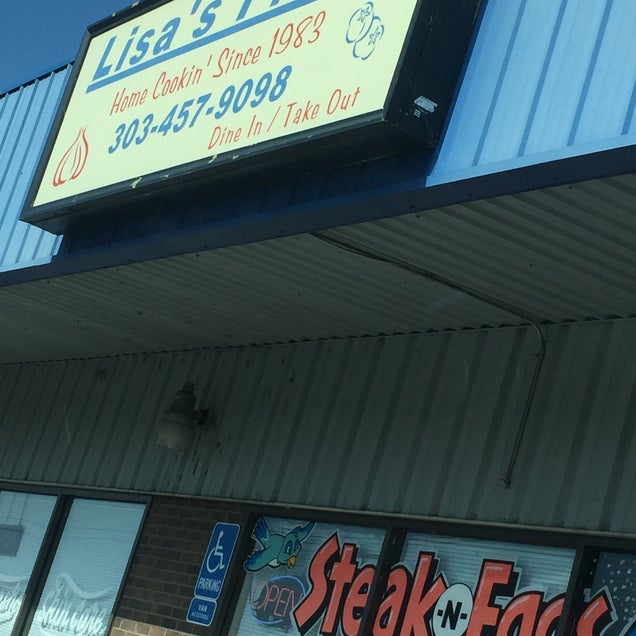 Lisa's
Home Cookin' Since 1983
303-457-9098
Dine In / Take Out
PARKING
VAN
ACCESSIBLE
OPEN
Steak
-N-
Eggs